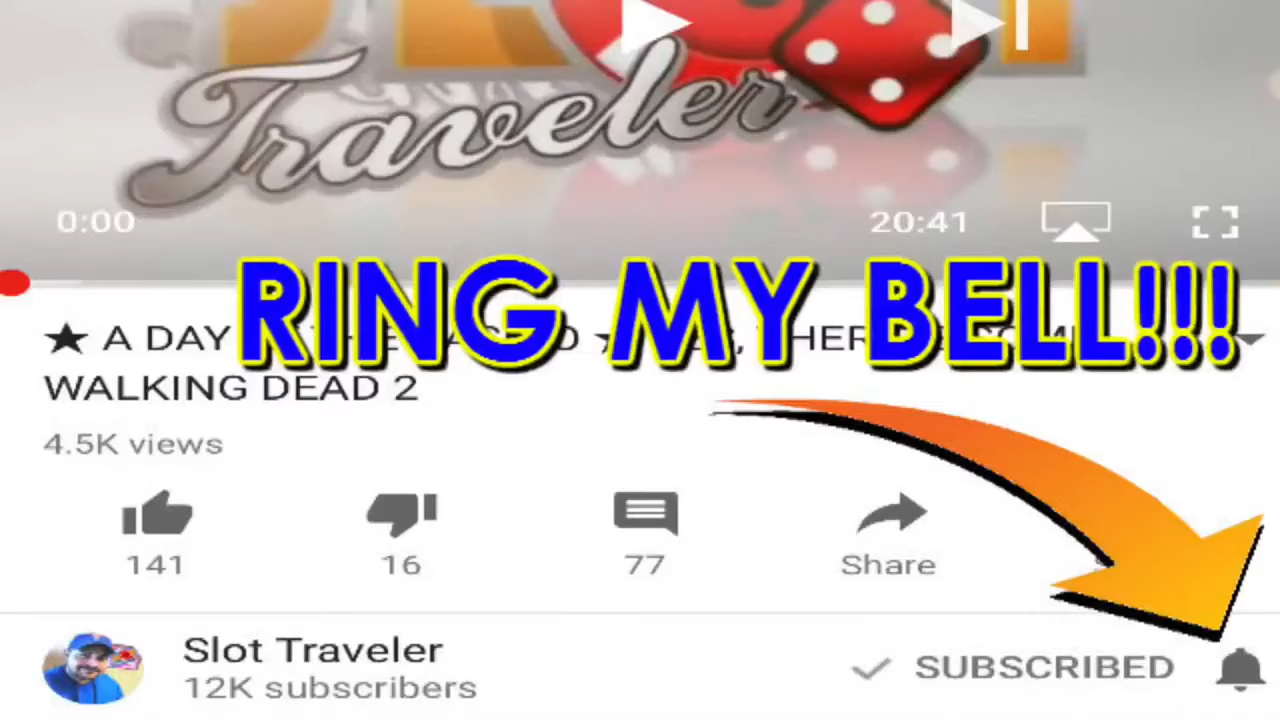 Traveler
0:00 20:41
RING MY BELL!!!
★ A DAY
WALKING DEAD 2
4.5K views
141 16 77 Share
Slot Traveler
12K subscribers
SUBSCRIBED